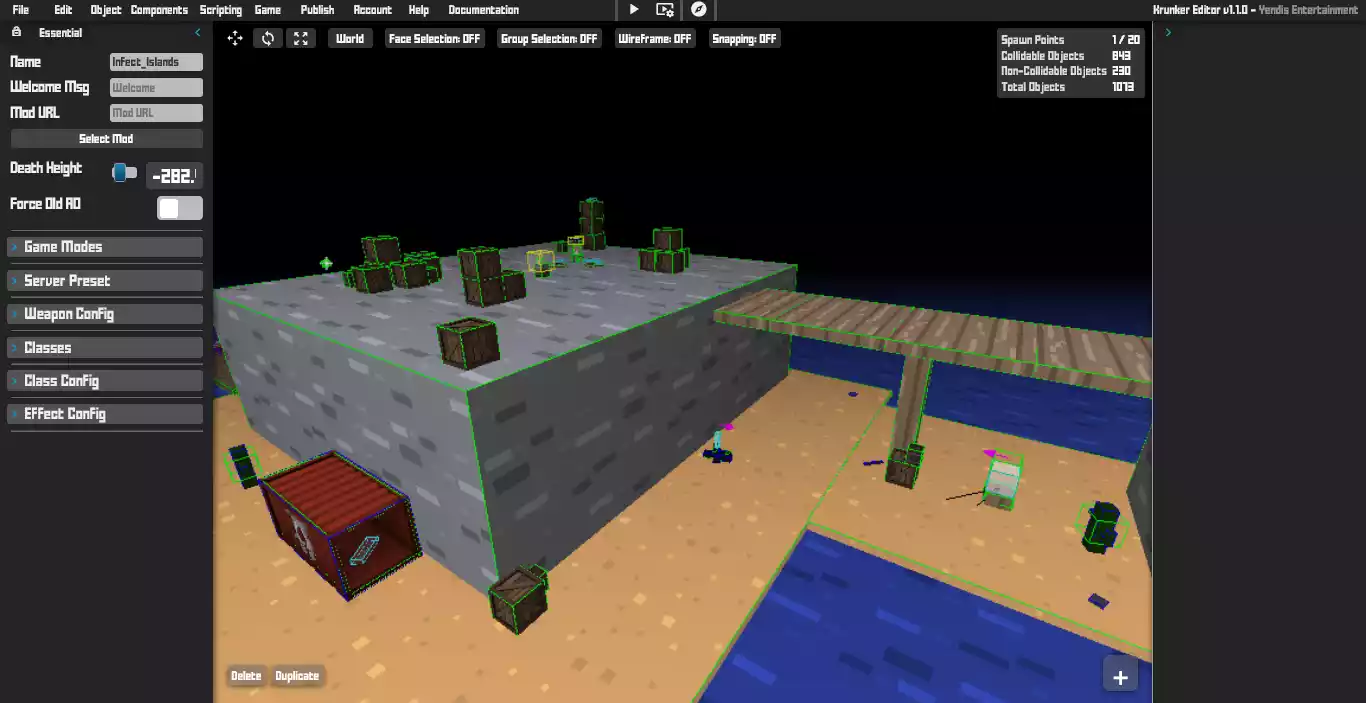 File Edit Object Components Scripting Game Publish Account Help Documentation
Krunker Editor v1.1.0 - Yendis Entertainment
Essential
Name Infect_Islands
Welcome Msg Welcome
Mod URL Mod URL
Select Mod
Death Height -282.
Force Old AO
Game Modes
Server Preset
Weapon Config
Classes
Class Config
Effect Config
World Face Selection: OFF Group Selection: OFF WireFrame: OFF Snapping: OFF
Spawn Points 1 / 20
Collidable Objects 843
Non-Collidable Objects 230
Total Objects 1073
Delete Duplicate
+